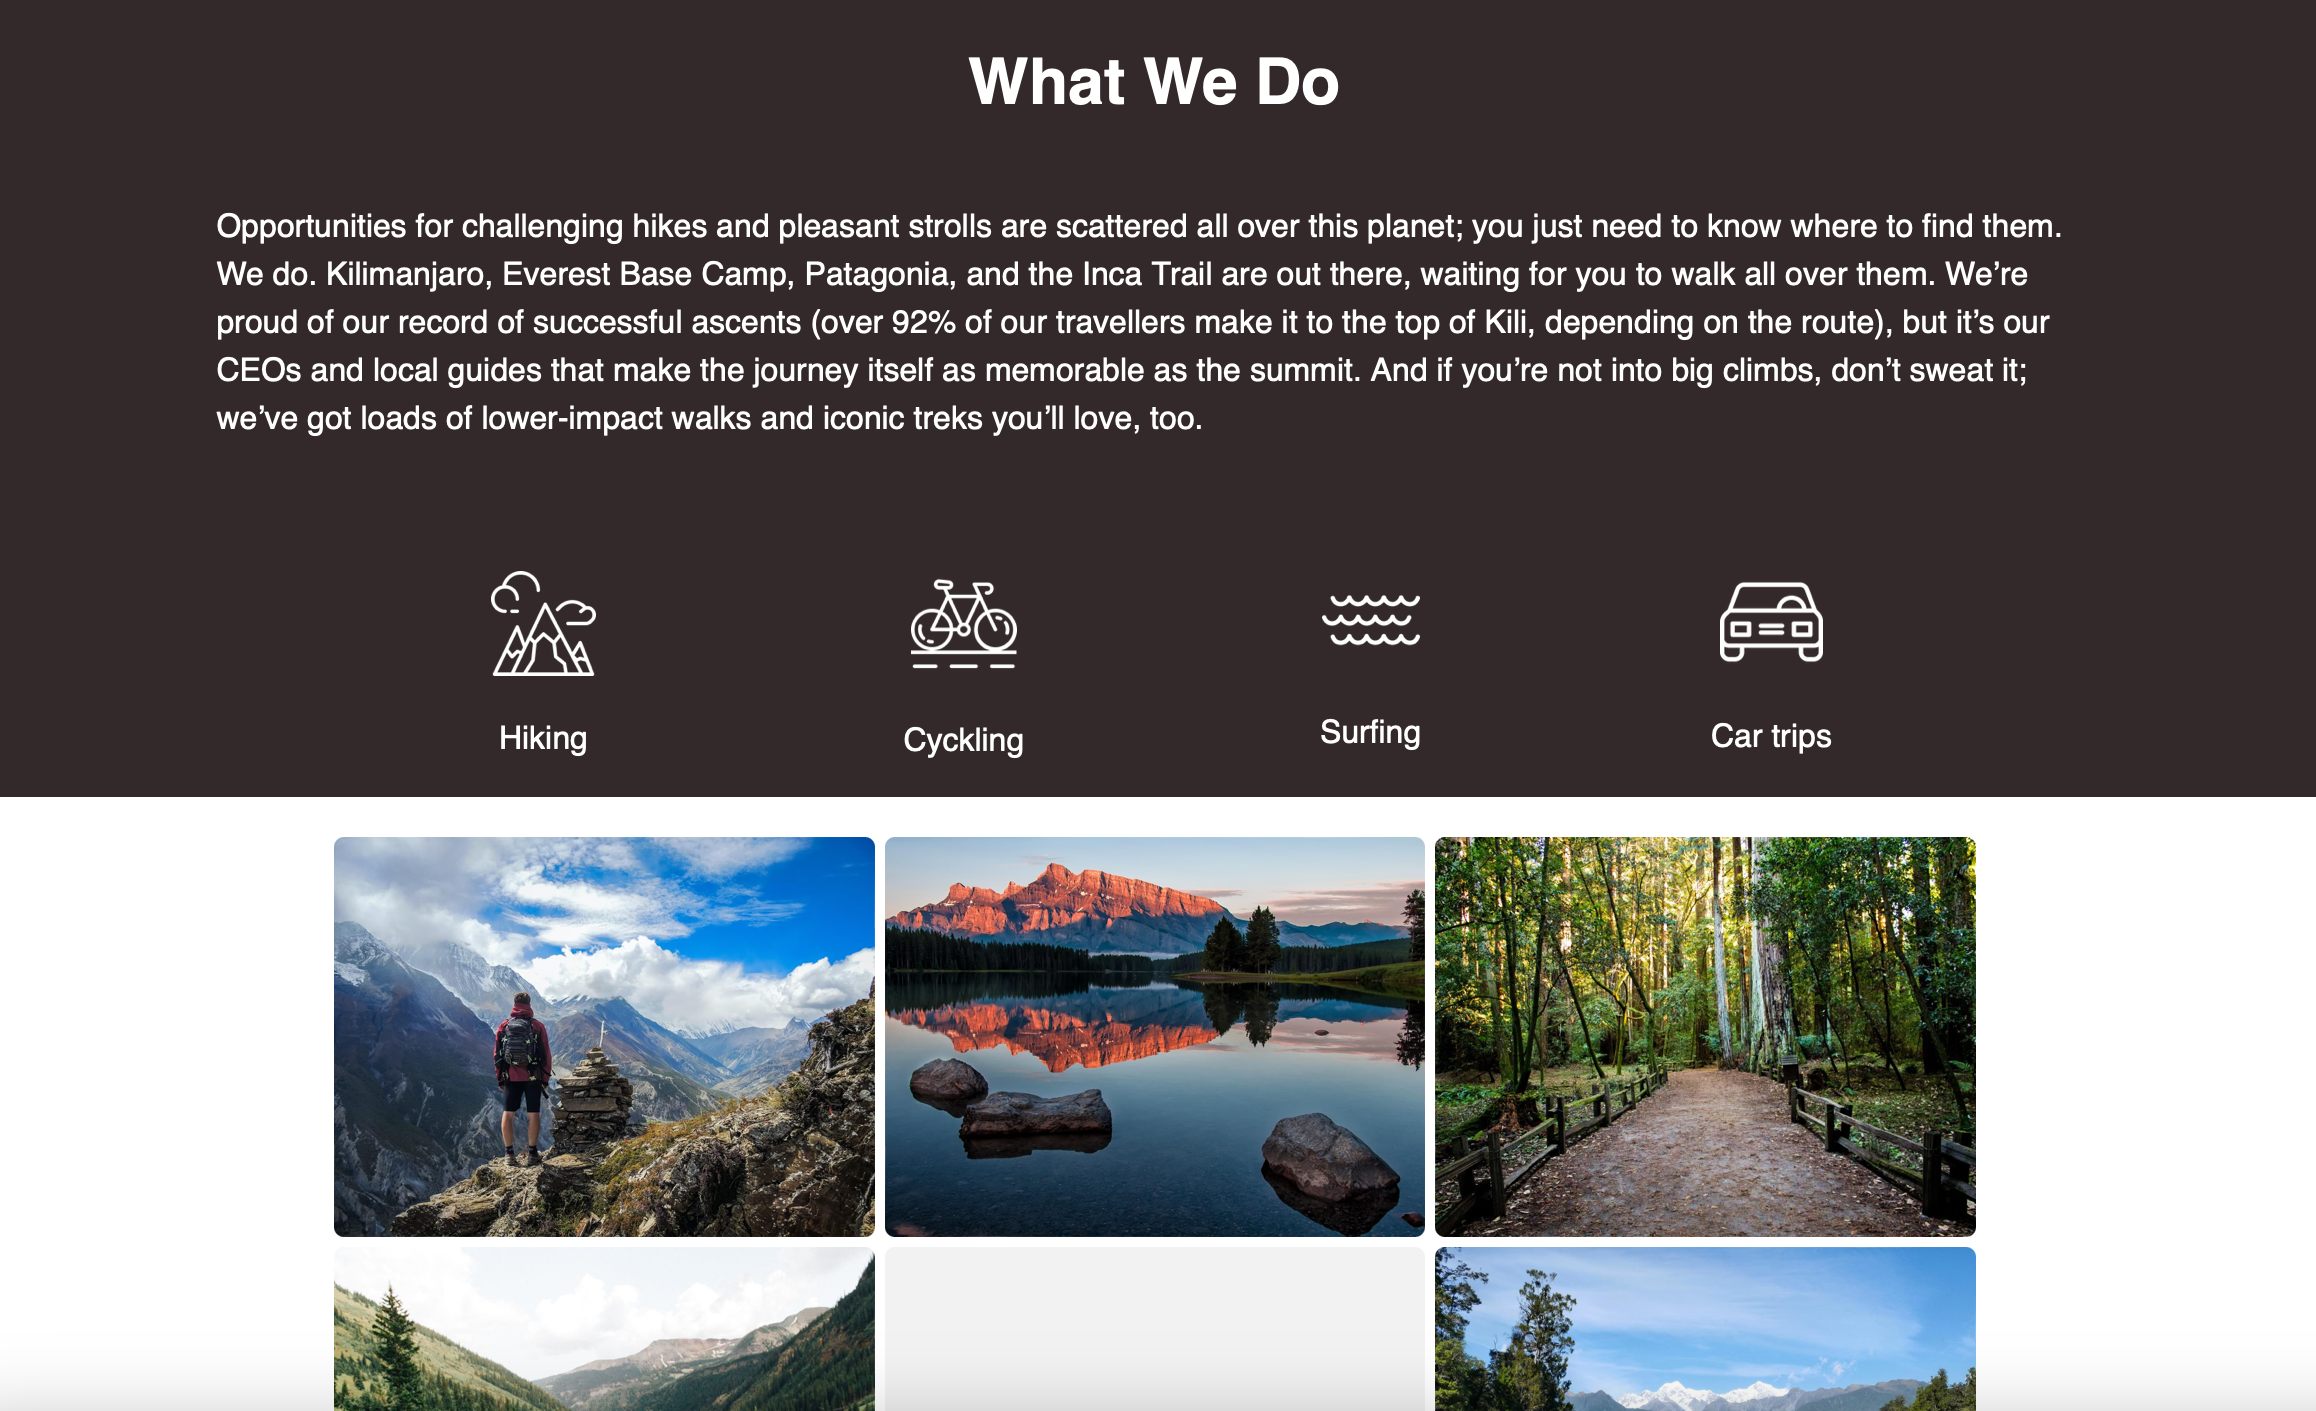 What We Do
Opportunities for challenging hikes and pleasant strolls are scattered all over this planet; you just need to know where to find them.
We do. Kilimanjaro, Everest Base Camp, Patagonia, and the Inca Trail are out there, waiting for you to walk all over them. We’re
proud of our record of successful ascents (over 92% of our travellers make it to the top of Kili, depending on the route), but it’s our
CEOs and local guides that make the journey itself as memorable as the summit. And if you’re not into big climbs, don’t sweat it;
we’ve got loads of lower-impact walks and iconic treks you’ll love, too.
Hiking
Cyckling
Surfing
Car trips